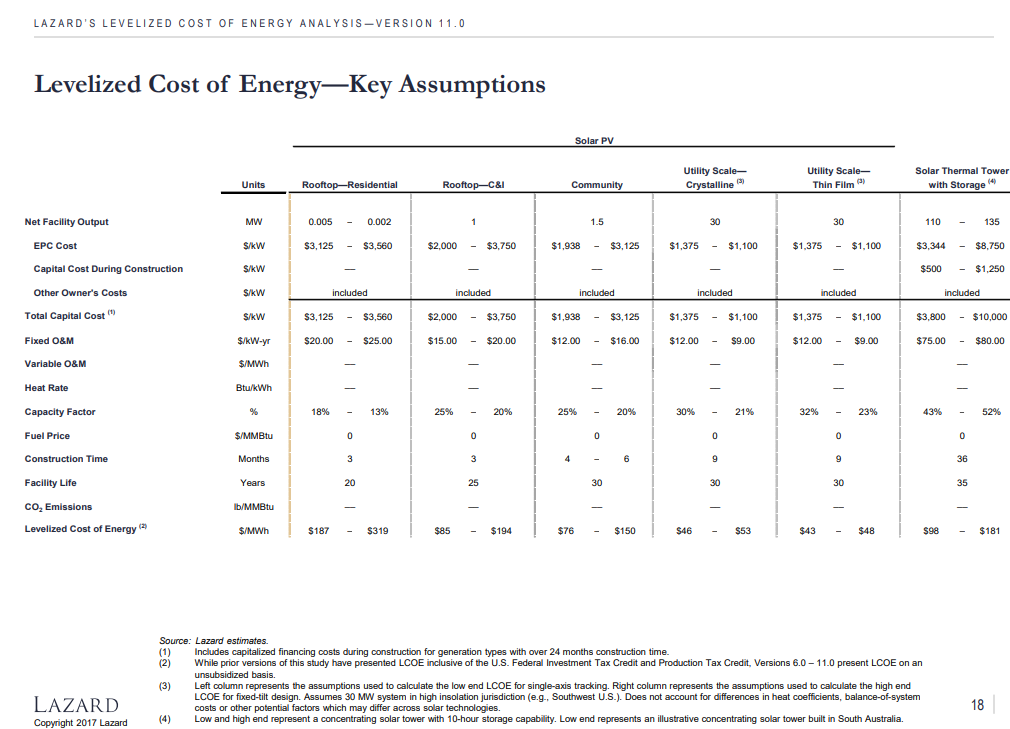 LAZARD'S LEVELIZED COST OF ENERGY ANALYSIS—VERSION 11.0
Levelized Cost of Energy—Key Assumptions
Solar PV
Units Rooftop—Residential Rooftop—C&I Community Utility Scale—Crystalline (3) Utility Scale—Thin Film (3) Solar Thermal Tower with Storage (4)
Net Facility Output MW 0.005 – 0.002 1 1.5 30 30 110 – 135
EPC Cost $/kW $3,125 – $3,560 $2,000 – $3,750 $1,938 – $3,125 $1,375 – $1,100 $1,375 – $1,100 $3,344 – $8,750
Capital Cost During Construction $/kW — — — — — $500 – $1,250
Other Owner's Costs $/kW included included included included included included
Total Capital Cost (1) $/kW $3,125 – $3,560 $2,000 – $3,750 $1,938 – $3,125 $1,375 – $1,100 $1,375 – $1,100 $3,800 – $10,000
Fixed O&M $/kW-yr $20.00 – $25.00 $15.00 – $20.00 $12.00 – $16.00 $12.00 – $9.00 $12.00 – $9.00 $75.00 – $80.00
Variable O&M $/MWh — — — — — —
Heat Rate Btu/kWh — — — — — —
Capacity Factor % 18% – 13% 25% – 20% 25% – 20% 30% – 21% 32% – 23% 43% – 52%
Fuel Price $/MMBtu 0 0 0 0 0 0
Construction Time Months 3 3 4 – 6 9 9 36
Facility Life Years 20 25 30 30 30 35
CO2 Emissions lb/MMBtu — — — — — —
Levelized Cost of Energy (2) $/MWh $187 – $319 $85 – $194 $76 – $150 $46 – $53 $43 – $48 $98 – $181
Source: Lazard estimates.
(1) Includes capitalized financing costs during construction for generation types with over 24 months construction time.
(2) While prior versions of this study have presented LCOE inclusive of the U.S. Federal Investment Tax Credit and Production Tax Credit, Versions 6.0 – 11.0 present LCOE on an
unsubsidized basis.
(3) Left column represents the assumptions used to calculate the low end LCOE for single-axis tracking. Right column represents the assumptions used to calculate the high end
LCOE for fixed-tilt design. Assumes 30 MW system in high insolation jurisdiction (e.g., Southwest U.S.). Does not account for differences in heat coefficients, balance-of-system
costs or other potential factors which may differ across solar technologies.
(4) Low and high end represent a concentrating solar tower with 10-hour storage capability. Low end represents an illustrative concentrating solar tower built in South Australia.
LAZARD
Copyright 2017 Lazard
18